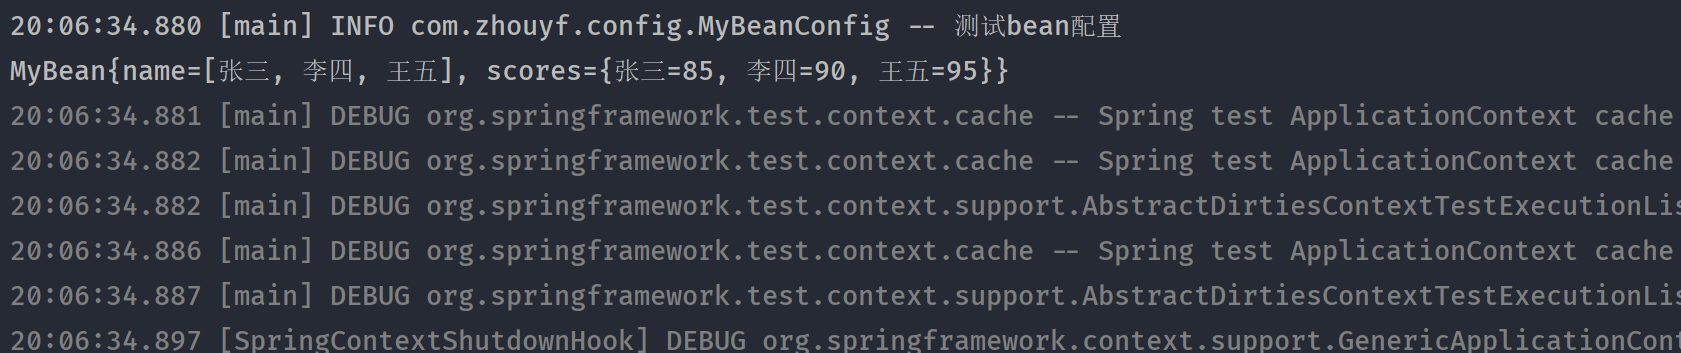 20:06:34.880 [main] INFO com.zhouyf.config.MyBeanConfig -- 测试bean配置
MyBean{name=[张三, 李四, 王五], scores={张三=85, 李四=90, 王五=95}}
20:06:34.881 [main] DEBUG org.springframework.test.context.cache -- Spring test ApplicationContext cache
20:06:34.882 [main] DEBUG org.springframework.test.context.cache -- Spring test ApplicationContext cache
20:06:34.882 [main] DEBUG org.springframework.test.context.support.AbstractDirtiesContextTestExecutionLis
20:06:34.886 [main] DEBUG org.springframework.test.context.cache -- Spring test ApplicationContext cache
20:06:34.887 [main] DEBUG org.springframework.test.context.support.AbstractDirtiesContextTestExecutionLis
20:06:34.897 [SpringContextShutdownHook] DEBUG org.springframework.context.support.GenericApplicationCont